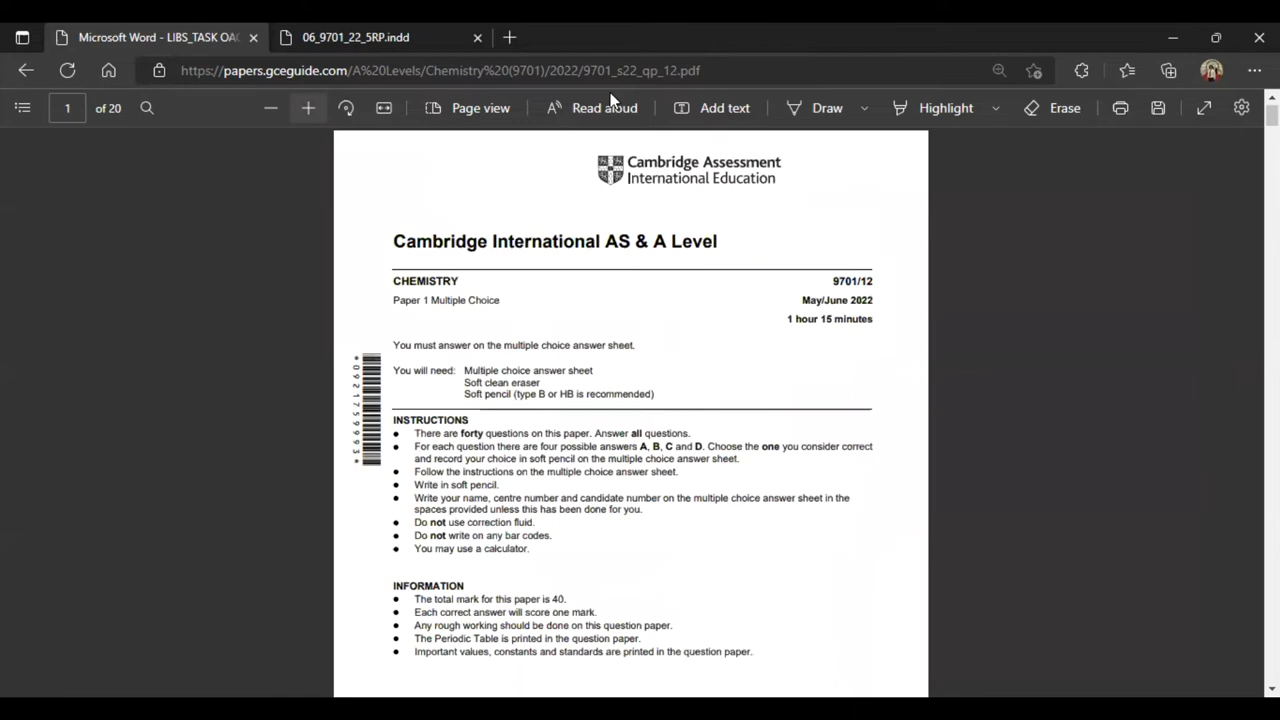 Microsoft Word - LIBS_TASK OAC
06_9701_22_5RP.indd
https://papers.gceguide.com/A%20Levels/Chemistry%20(9701)/2022/9701_s22_qp_12.pdf
1 of 20
Page view
Read aloud
Add text
Draw
Highlight
Erase
Cambridge Assessment
International Education
Cambridge International AS & A Level
CHEMISTRY 9701/12
Paper 1 Multiple Choice May/June 2022
1 hour 15 minutes
You must answer on the multiple choice answer sheet.
You will need: Multiple choice answer sheet
Soft clean eraser
Soft pencil (type B or HB is recommended)
*0921759993*
INSTRUCTIONS
● There are forty questions on this paper. Answer all questions.
● For each question there are four possible answers A, B, C and D. Choose the one you consider correct
and record your choice in soft pencil on the multiple choice answer sheet.
● Follow the instructions on the multiple choice answer sheet.
● Write in soft pencil.
● Write your name, centre number and candidate number on the multiple choice answer sheet in the
spaces provided unless this has been done for you.
● Do not use correction fluid.
● Do not write on any bar codes.
● You may use a calculator.
INFORMATION
● The total mark for this paper is 40.
● Each correct answer will score one mark.
● Any rough working should be done on this question paper.
● The Periodic Table is printed in the question paper.
● Important values, constants and standards are printed in the question paper.